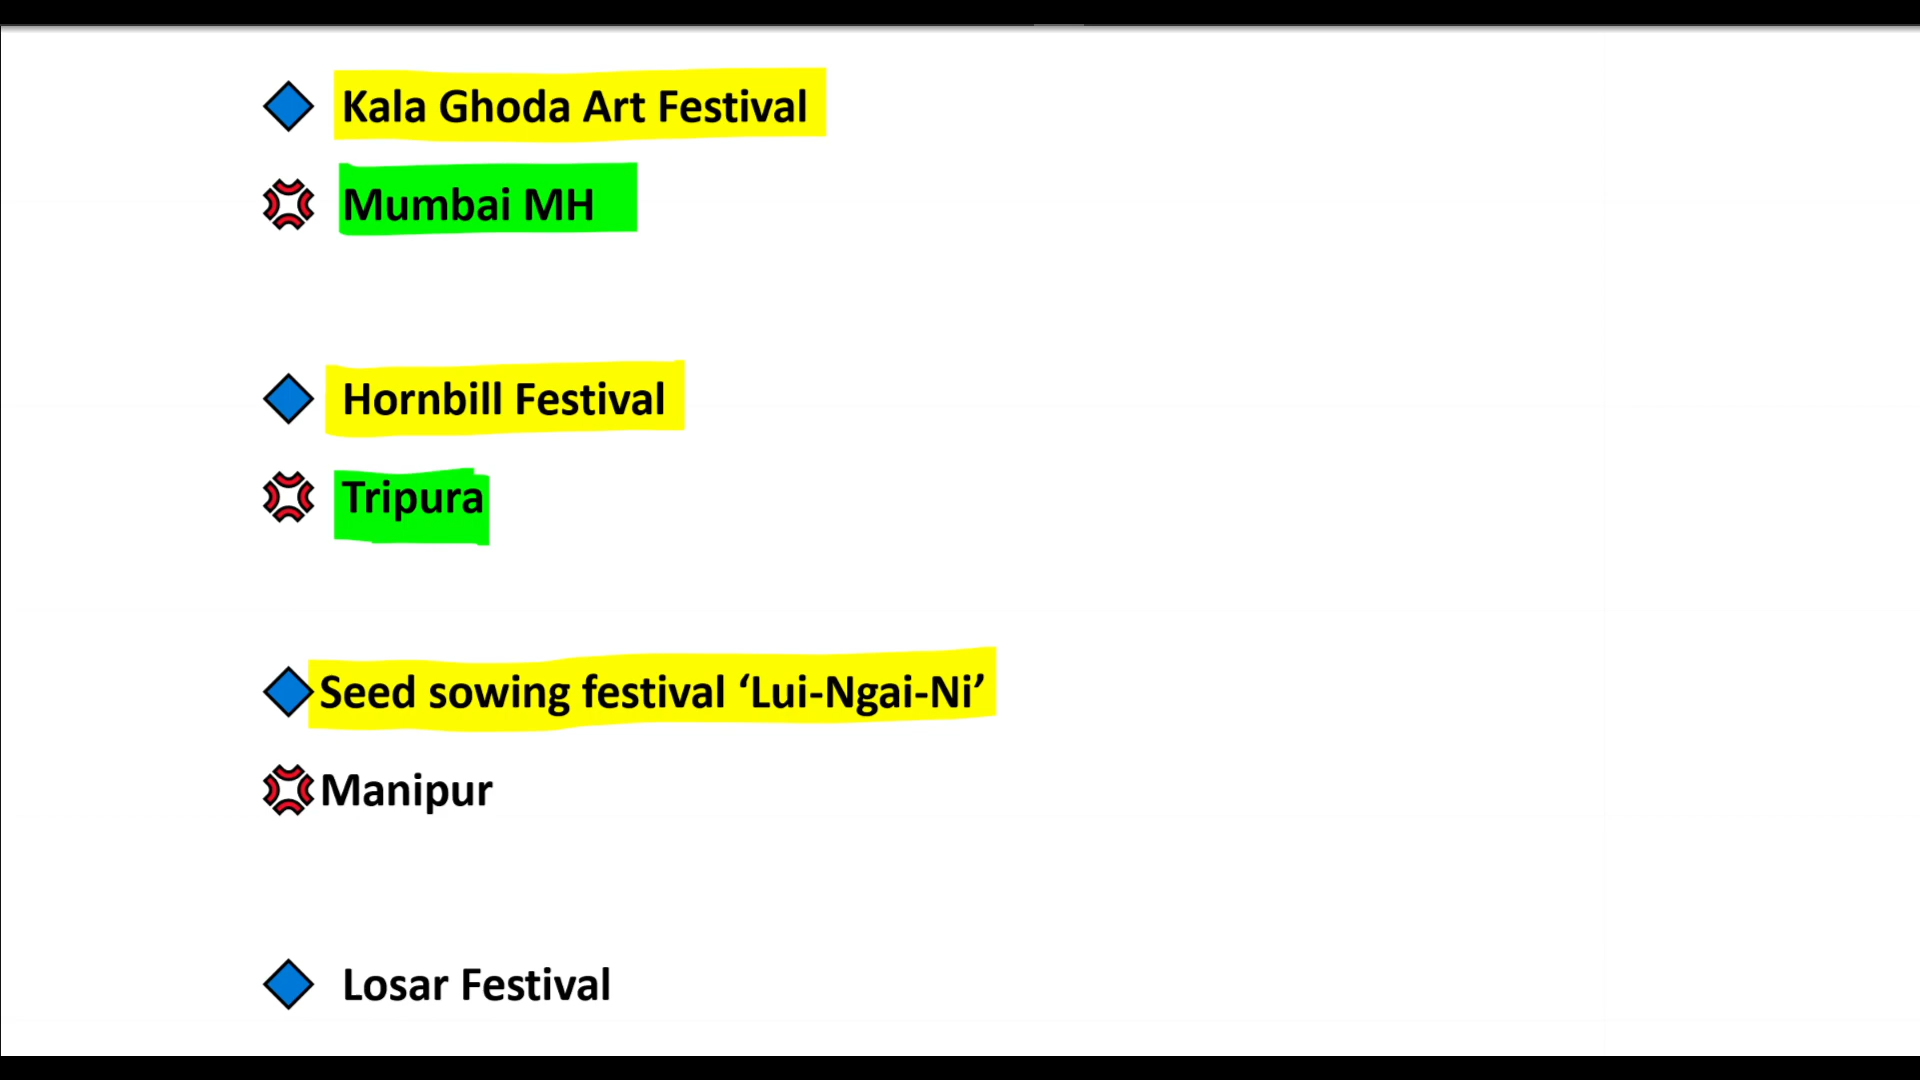 Kala Ghoda Art Festival
Mumbai MH
Hornbill Festival
Tripura
Seed sowing festival ‘Lui-Ngai-Ni’
Manipur
Losar Festival